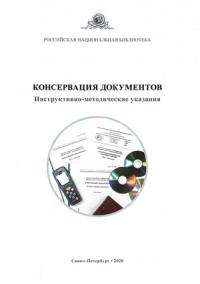 РОССИЙСКАЯ НАЦИОНАЛЬНАЯ БИБЛИОТЕКА
КОНСЕРВАЦИЯ ДОКУМЕНТОВ
Инструктивно-методические указания
Санкт-Петербург • 2020